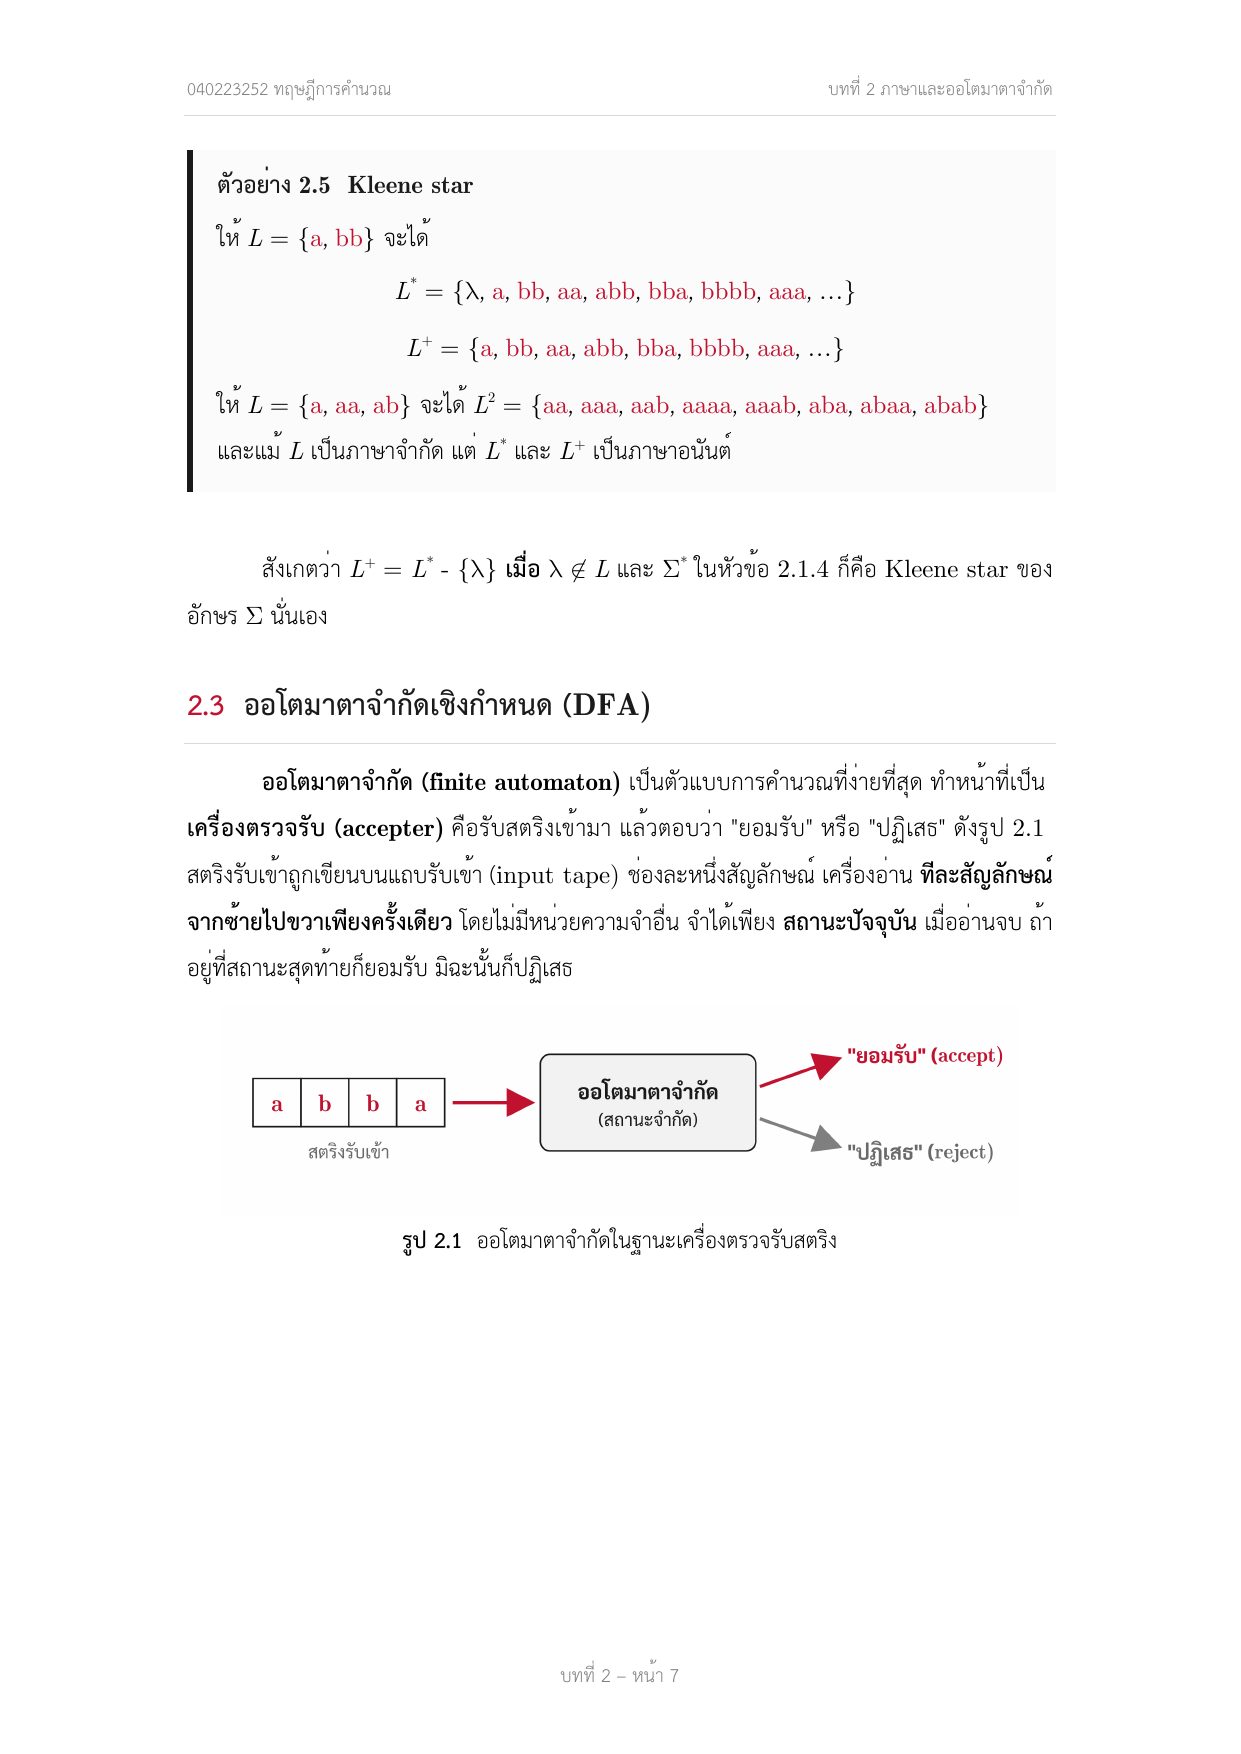 040223252 ทฤษฎีการคำนวณ
บทที่ 2 ภาษาและออโตมาตาจำกัด
ตัวอย่าง 2.5 Kleene star
ให้ L = {a, bb} จะได้
L* = {λ, a, bb, aa, abb, bba, bbbb, aaa, …}
L⁺ = {a, bb, aa, abb, bba, bbbb, aaa, …}
ให้ L = {a, aa, ab} จะได้ L² = {aa, aaa, aab, aaaa, aaab, aba, abaa, abab}
และแม้ L เป็นภาษาจำกัด แต่ L* และ L⁺ เป็นภาษาอนันต์
สังเกตว่า L⁺ = L* - {λ} เมื่อ λ ∉ L และ Σ* ในหัวข้อ 2.1.4 ก็คือ Kleene star ของ
อักษร Σ นั่นเอง
2.3 ออโตมาตาจำกัดเชิงกำหนด (DFA)
ออโตมาตาจำกัด (finite automaton) เป็นตัวแบบการคำนวณที่ง่ายที่สุด ทำหน้าที่เป็น
เครื่องตรวจรับ (accepter) คือรับสตริงเข้ามา แล้วตอบว่า "ยอมรับ" หรือ "ปฏิเสธ" ดังรูป 2.1
สตริงรับเข้าถูกเขียนบนแถบรับเข้า (input tape) ช่องละหนึ่งสัญลักษณ์ เครื่องอ่าน ทีละสัญลักษณ์
จากซ้ายไปขวาเพียงครั้งเดียว โดยไม่มีหน่วยความจำอื่น จำได้เพียง สถานะปัจจุบัน เมื่ออ่านจบ ถ้า
อยู่ที่สถานะสุดท้ายก็ยอมรับ มิฉะนั้นก็ปฏิเสธ
"ยอมรับ" (accept)
ออโตมาตาจำกัด
a b b a
(สถานะจำกัด)
สตริงรับเข้า
"ปฏิเสธ" (reject)
รูป 2.1 ออโตมาตาจำกัดในฐานะเครื่องตรวจรับสตริง
บทที่ 2 – หน้า 7